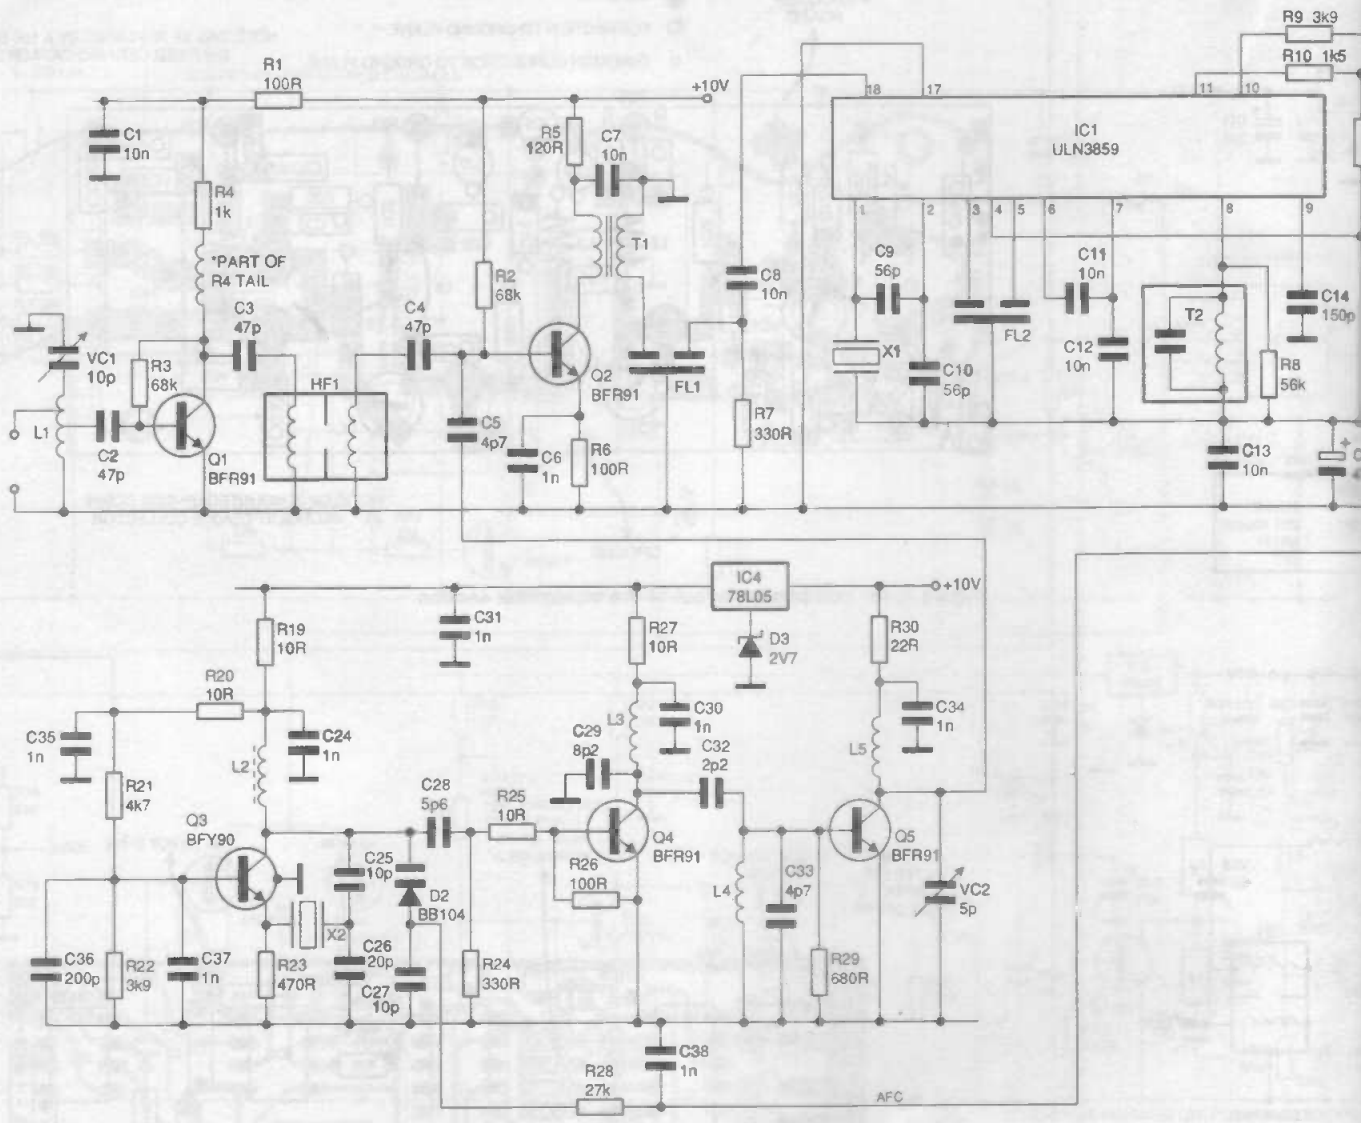 R9 3k9
R10 1k5
R1
100R
+10V
18
17
11
10
C1
10n
R5
120R
C7
10n
IC1
ULN3859
R4
1k
1
2
3
4
5
6
7
8
9
*PART OF
R4 TAIL
T1
R2
68k
C8
10n
C9
56p
C11
10n
C3
47p
C4
47p
T2
C14
150p
VC1
10p
R3
68k
HF1
Q2
BFR91
FL1
X1
FL2
C10
56p
C12
10n
R8
56k
L1
C2
47p
Q1
BFR91
C5
4p7
C6
1n
R6
100R
R7
330R
C13
10n
+
C
IC4
78L05
+10V
R19
10R
C31
1n
R27
10R
D3
2V7
R30
22R
R20
10R
C35
1n
L2
C24
1n
L3
C30
1n
C29
8p2
C32
2p2
L5
C34
1n
R21
4k7
C28
5p6
R25
10R
Q3
BFY90
Q4
BFR91
Q5
BFR91
C25
10p
R26
100R
D2
BB104
L4
C33
4p7
VC2
5p
X2
C36
200p
R22
3k9
C37
1n
R23
470R
C26
20p
C27
10p
R24
330R
R29
680R
C38
1n
R28
27k
AFC